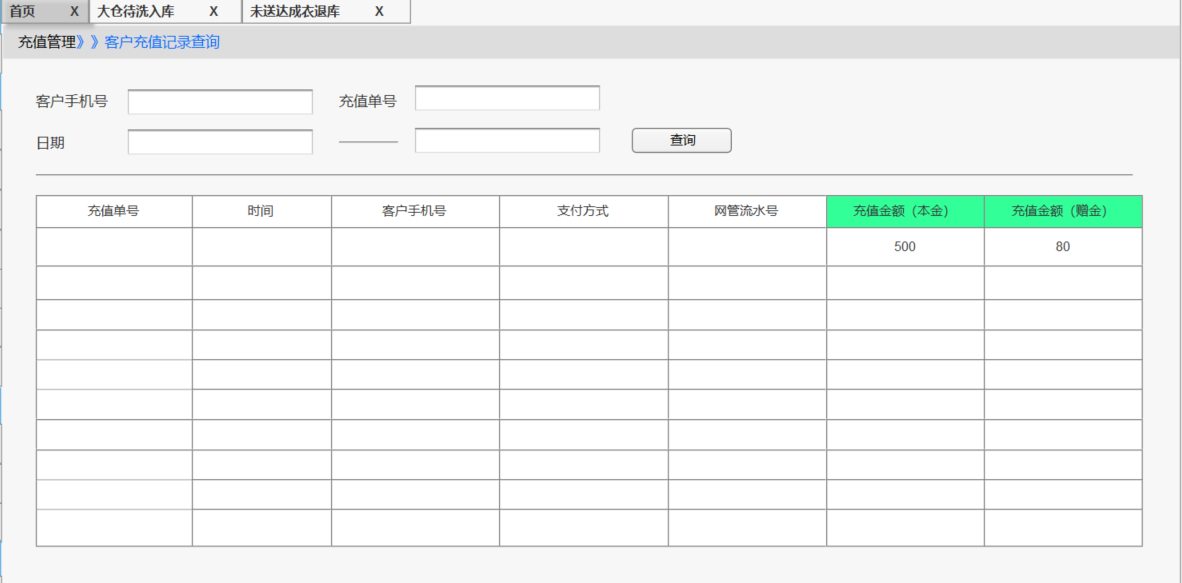 首页 X 大仓待洗入库 X 未送达成衣退库 X
充值管理》》客户充值记录查询
客户手机号 充值单号
日期 查询
充值单号 时间 客户手机号 支付方式 网管流水号 充值金额（本金） 充值金额（赠金）
500 80